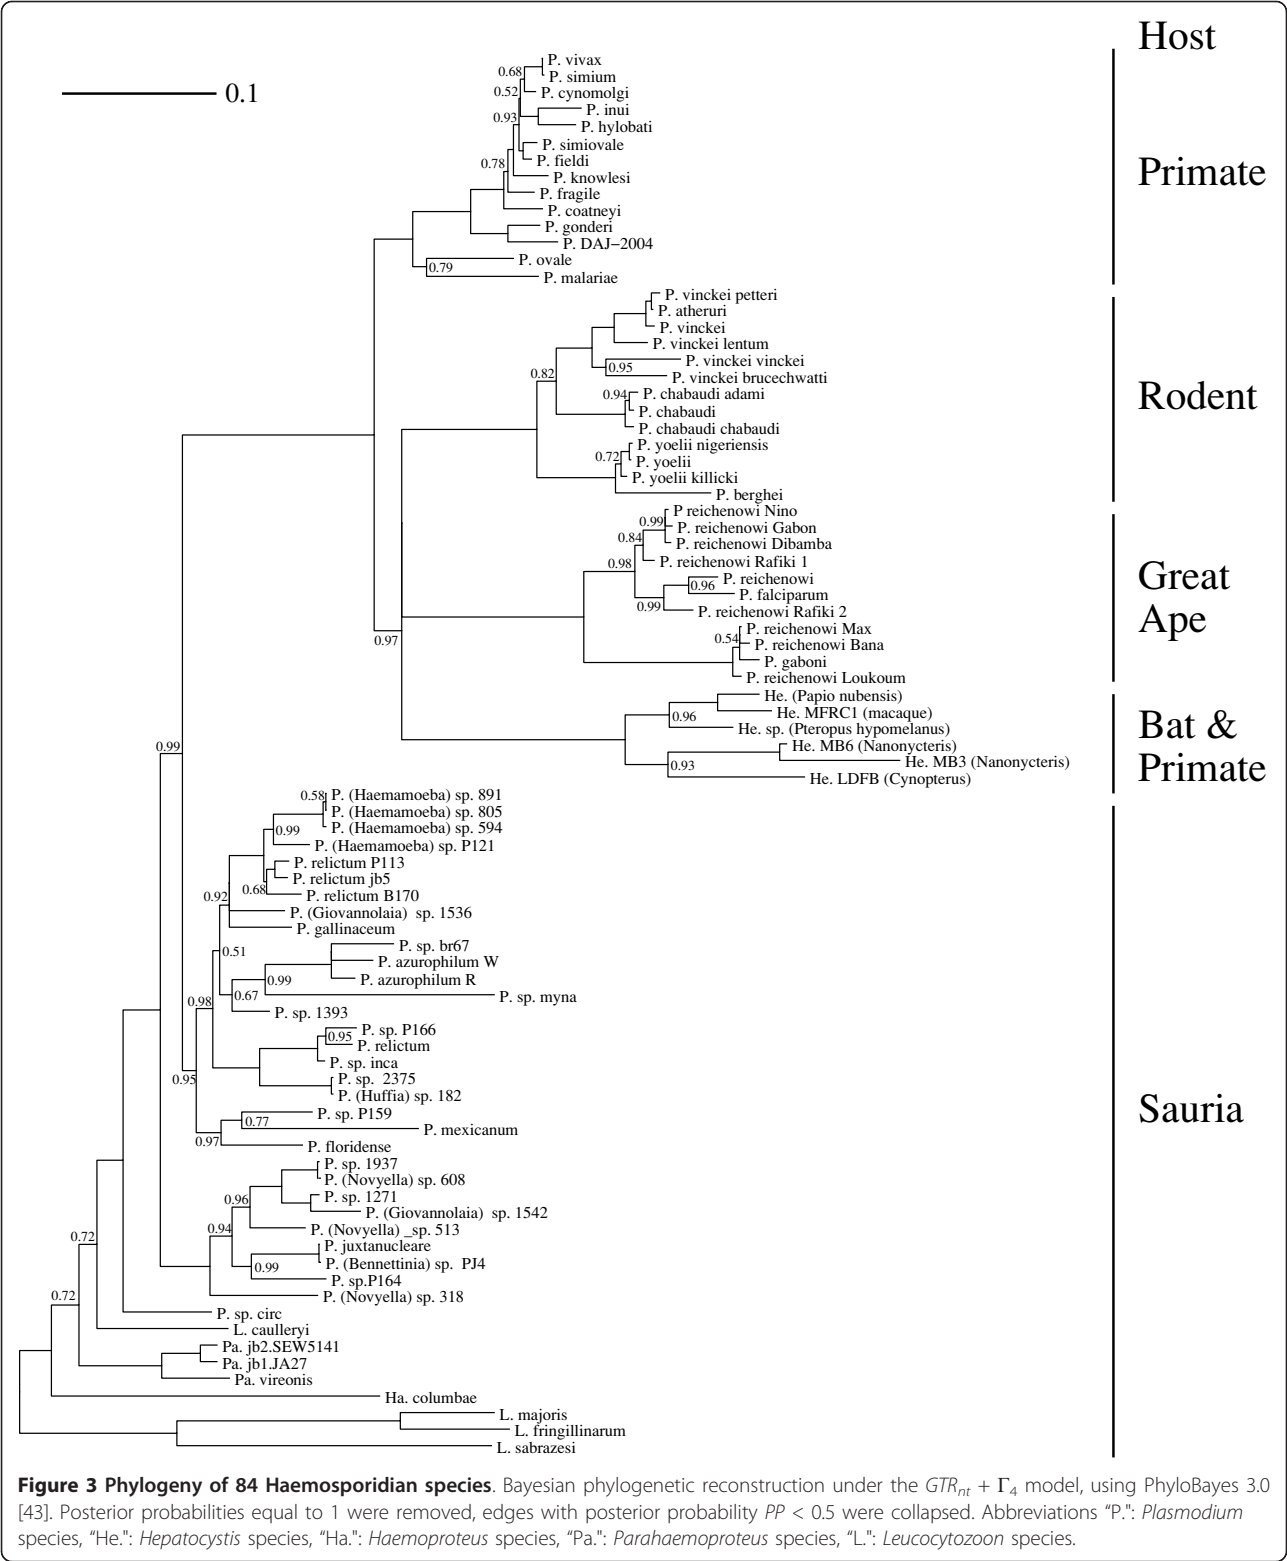 Host
0.1
Primate
P. vivax
0.68
P. simium
0.52
P. cynomolgi
P. inui
0.93
P. hylobati
P. simiovale
0.78
P. fieldi
P. knowlesi
P. fragile
P. coatneyi
P. gonderi
P. DAJ−2004
P. ovale
0.79
P. malariae
Rodent
P. vinckei petteri
P. atheruri
P. vinckei
P. vinckei lentum
P. vinckei vinckei
0.95
0.82
P. vinckei brucechwatti
0.94
P. chabaudi adami
P. chabaudi
P. chabaudi chabaudi
P. yoelii nigeriensis
0.72
P. yoelii
P. yoelii killicki
P. berghei
Great
Ape
P reichenowi Nino
0.99
P. reichenowi Gabon
0.84
P. reichenowi Dibamba
0.98
P. reichenowi Rafiki 1
P. reichenowi
0.96
P. falciparum
0.99
P. reichenowi Rafiki 2
P. reichenowi Max
0.54
P. reichenowi Bana
0.97
P. gaboni
P. reichenowi Loukoum
Bat &
Primate
He. (Papio nubensis)
He. MFRC1 (macaque)
0.96
He. sp. (Pteropus hypomelanus)
He. MB6 (Nanonycteris)
0.99
He. MB3 (Nanonycteris)
0.93
He. LDFB (Cynopterus)
Sauria
0.58
P. (Haemamoeba) sp. 891
P. (Haemamoeba) sp. 805
P. (Haemamoeba) sp. 594
0.99
P. (Haemamoeba) sp. P121
P. relictum P113
P. relictum jb5
0.68
P. relictum B170
0.92
P. (Giovannolaia) sp. 1536
P. gallinaceum
P. sp. br67
0.51
P. azurophilum W
P. azurophilum R
0.99
P. sp. myna
0.67
0.98
P. sp. 1393
P. sp. P166
0.95
P. relictum
P. sp. inca
P. sp. 2375
0.95
P. (Huffia) sp. 182
P. sp. P159
0.77
P. mexicanum
0.97
P. floridense
P. sp. 1937
P. (Novyella) sp. 608
P. sp. 1271
0.96
P. (Giovannolaia) sp. 1542
0.94
P. (Novyella) _sp. 513
P. juxtanucleare
P. (Bennettinia) sp. PJ4
0.99
P. sp.P164
P. (Novyella) sp. 318
0.72
P. sp. circ
0.72
L. caulleryi
Pa. jb2.SEW5141
Pa. jb1.JA27
Pa. vireonis
Ha. columbae
L. majoris
L. fringillinarum
L. sabrazesi
Figure 3 Phylogeny of 84 Haemosporidian species. Bayesian phylogenetic reconstruction under the GTRnt + Γ4 model, using PhyloBayes 3.0
[43]. Posterior probabilities equal to 1 were removed, edges with posterior probability PP < 0.5 were collapsed. Abbreviations “P.”: Plasmodium
species, “He.”: Hepatocystis species, “Ha.”: Haemoproteus species, “Pa.”: Parahaemoproteus species, “L.”: Leucocytozoon species.